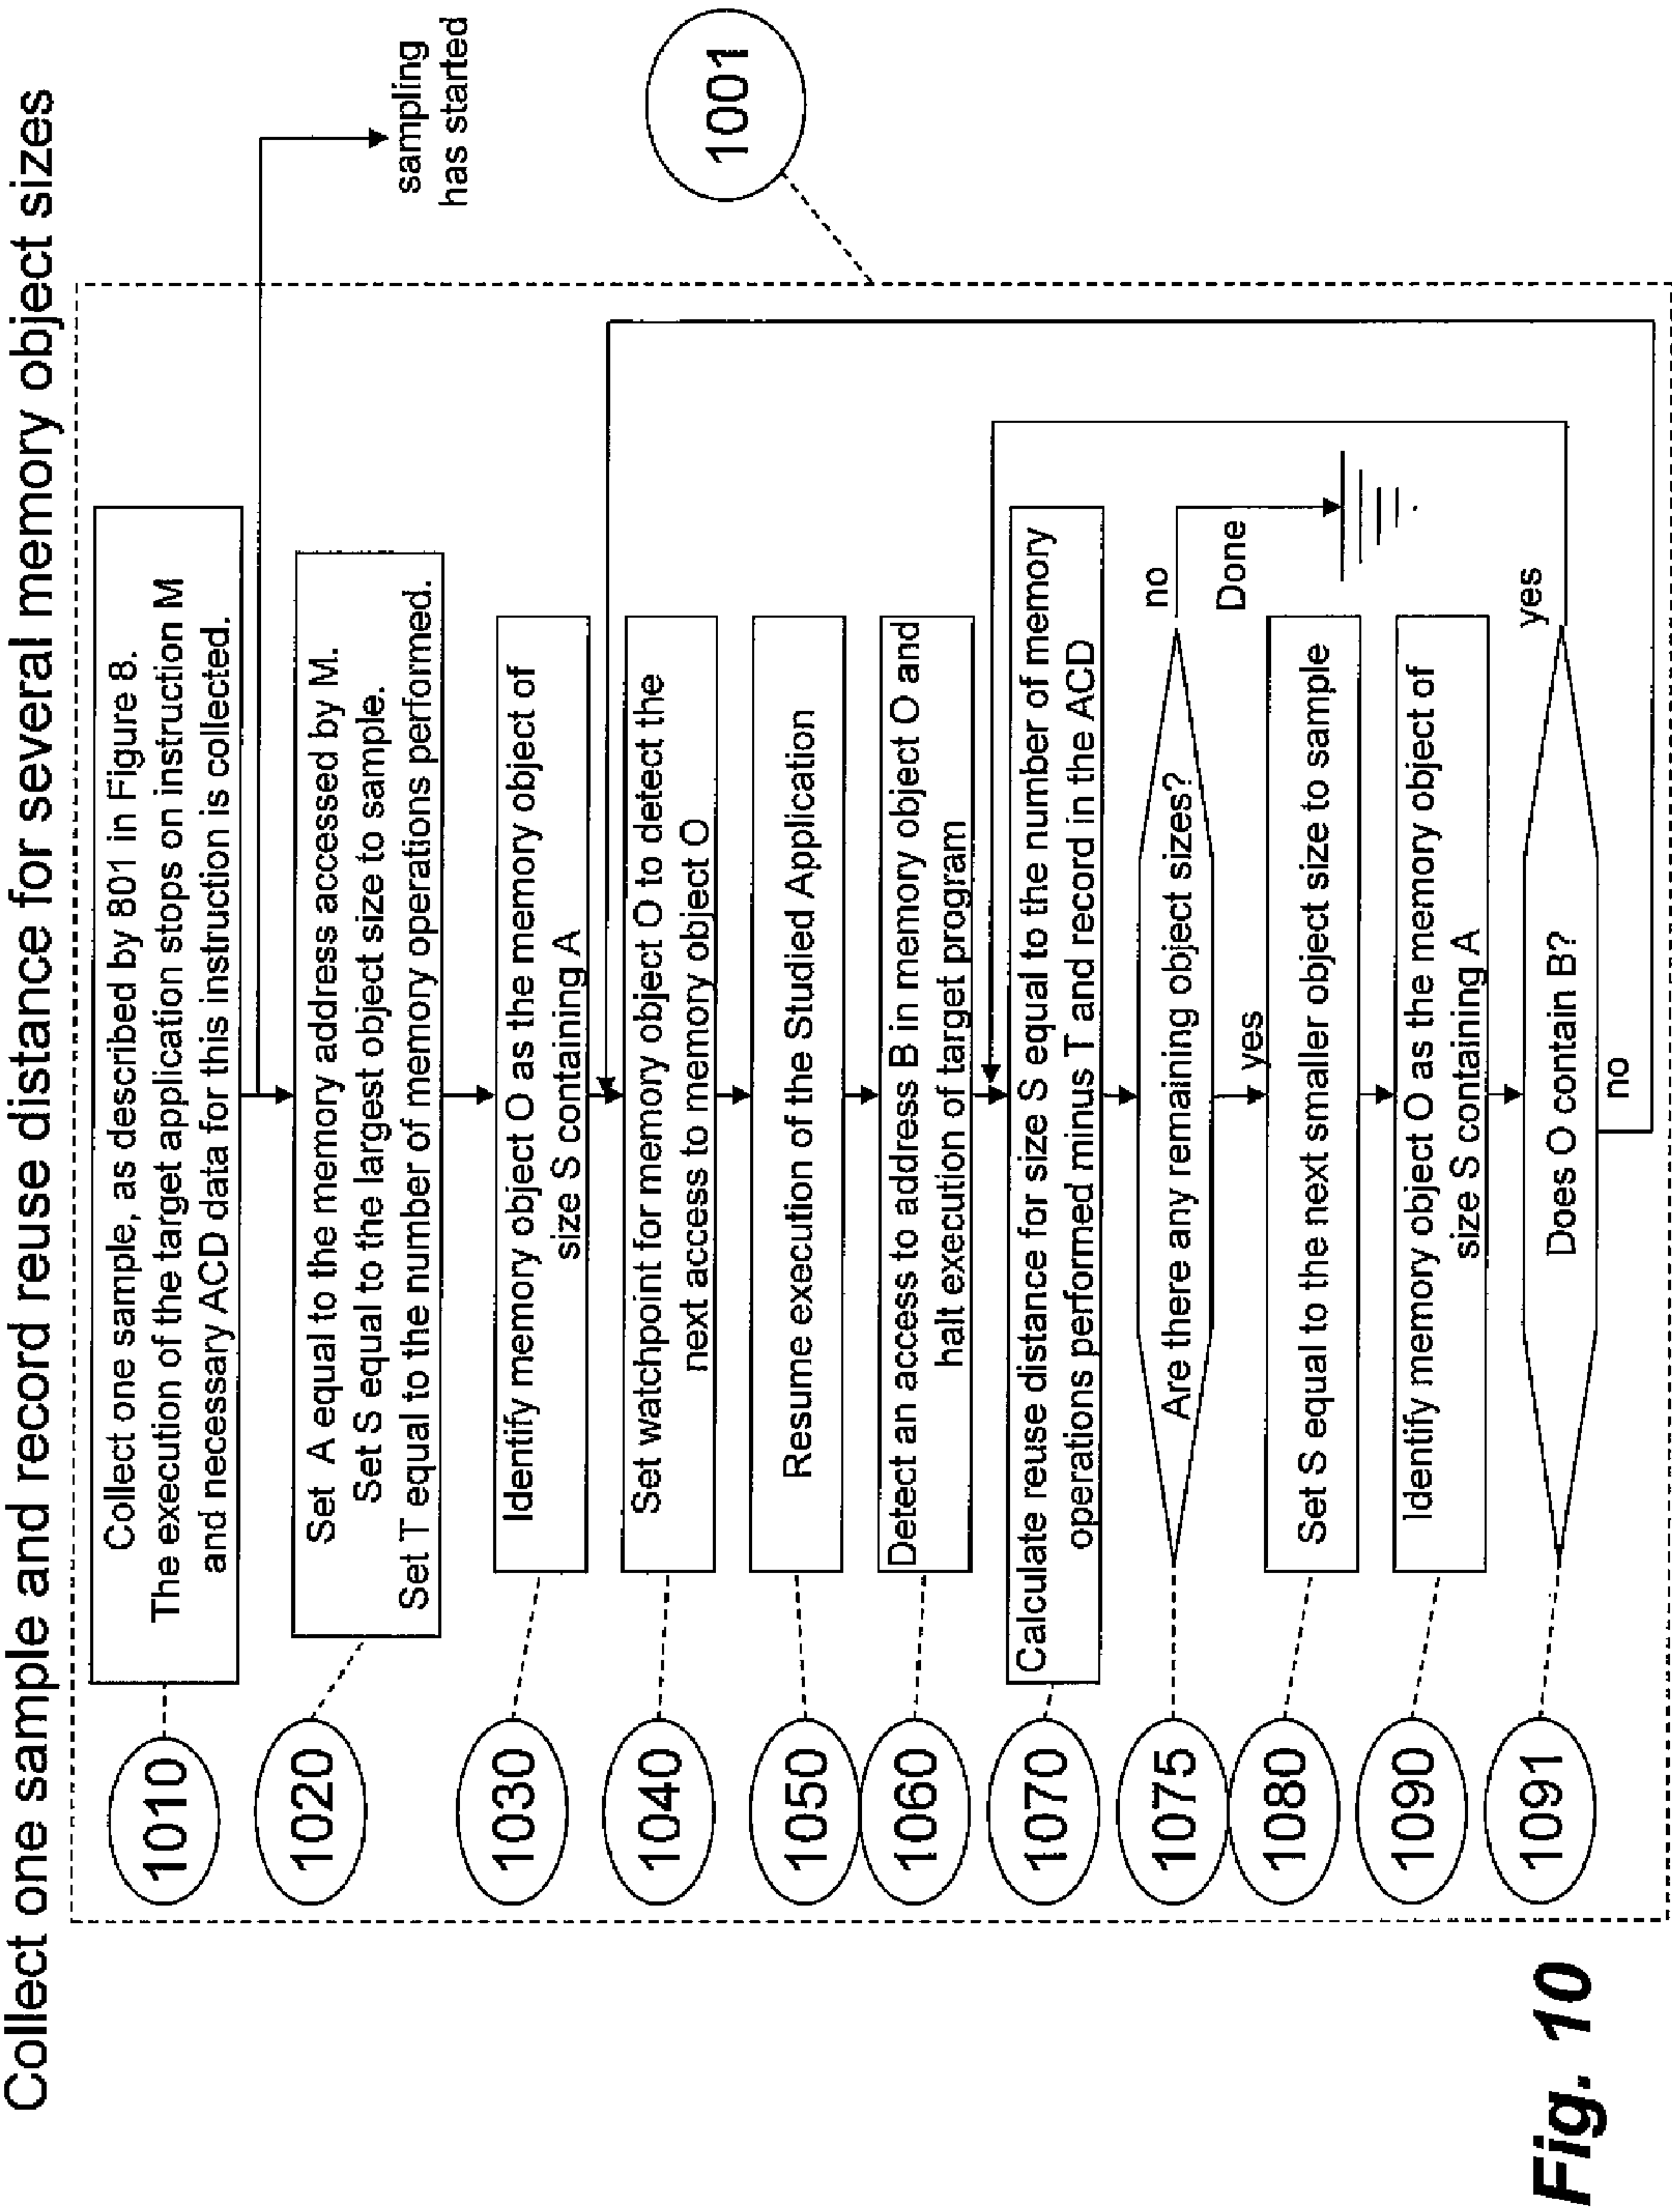 Collect one sample and record reuse distance for several memory object sizes
1010
Collect one sample, as described by 801 in Figure 8.
The execution of the target application stops on instruction M
and necessary ACD data for this instruction is collected.
sampling
has started
1020
Set A equal to the memory address accessed by M.
Set S equal to the largest object size to sample.
Set T equal to the number of memory operations performed.
1001
1030
Identify memory object O as the memory object of
size S containing A
1040
Set watchpoint for memory object O to detect the
next access to memory object O
1050
Resume execution of the Studied Application
1060
Detect an access to address B in memory object O and
halt execution of target program
1070
Calculate reuse distance for size S equal to the number of memory
operations performed minus T and record in the ACD
1075
Are there any remaining object sizes?
no
Done
yes
1080
Set S equal to the next smaller object size to sample
1090
Identify memory object O as the memory object of
size S containing A
1091
Does O contain B?
yes
no
Fig. 10